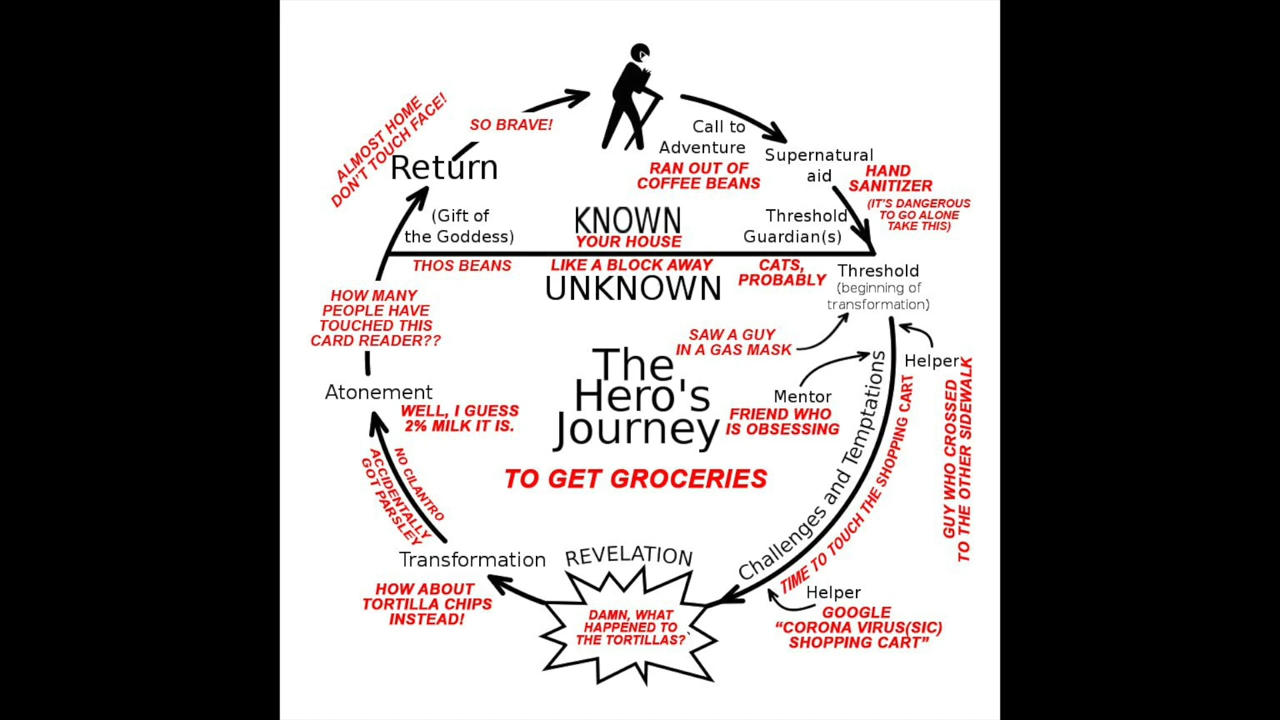 ALMOST HOME
DON'T TOUCH FACE!
SO BRAVE!
Return
Call to
Adventure
RAN OUT OF
COFFEE BEANS
Supernatural
aid
HAND
SANITIZER
(IT'S DANGEROUS
TO GO ALONE
TAKE THIS)
(Gift of
the Goddess)
KNOWN
YOUR HOUSE
Threshold
Guardian(s)
THOS BEANS
LIKE A BLOCK AWAY
UNKNOWN
CATS,
PROBABLY
Threshold
(beginning of
transformation)
HOW MANY
PEOPLE HAVE
TOUCHED THIS
CARD READER??
SAW A GUY
IN A GAS MASK
Helper
GUY WHO CROSSED
TO THE OTHER SIDEWALK
The
Hero's
Journey
TO GET GROCERIES
Mentor
FRIEND WHO
IS OBSESSING
Challenges and Temptations
TIME TO TOUCH THE SHOPPING CART
Atonement
WELL, I GUESS
2% MILK IT IS.
NO CILANTRO
ACCIDENTALLY
GOT PARSLEY
Transformation
HOW ABOUT
TORTILLA CHIPS
INSTEAD!
REVELATION
DAMN, WHAT
HAPPENED TO
THE TORTILLAS?
Helper
GOOGLE
“CORONA VIRUS(SIC)
SHOPPING CART”